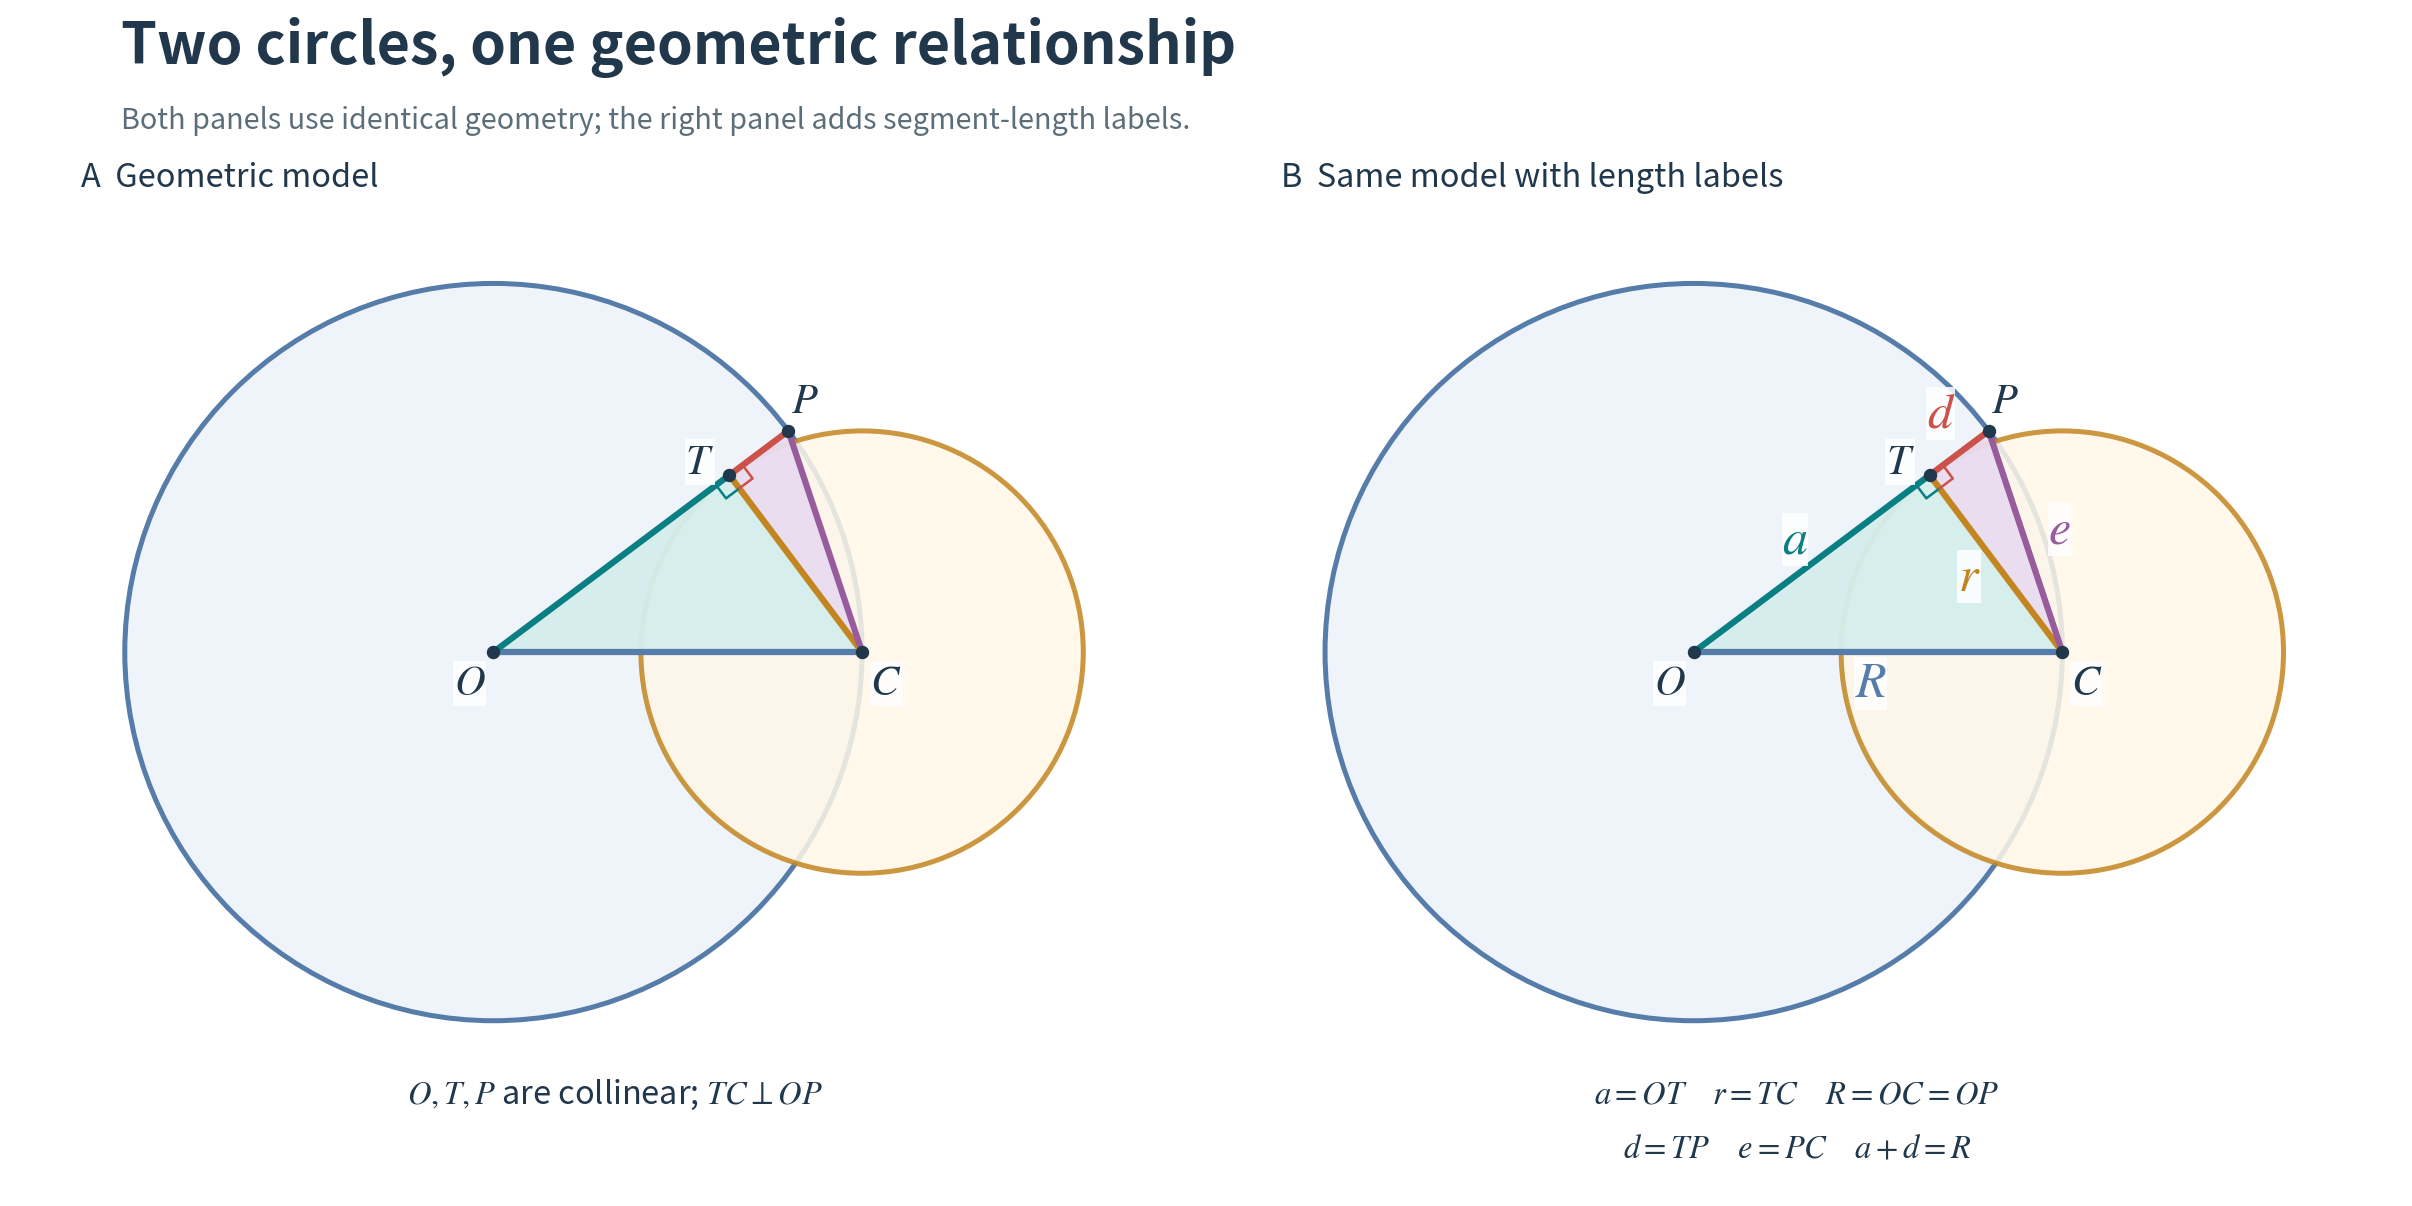 Two circles, one geometric relationship
Both panels use identical geometry; the right panel adds segment-length labels.
A Geometric model
P
T
O
C
O, T, P are collinear; TC ⊥ OP
B Same model with length labels
d
P
T
a
e
r
O
R
C
a = OT r = TC R = OC = OP
d = TP e = PC a + d = R